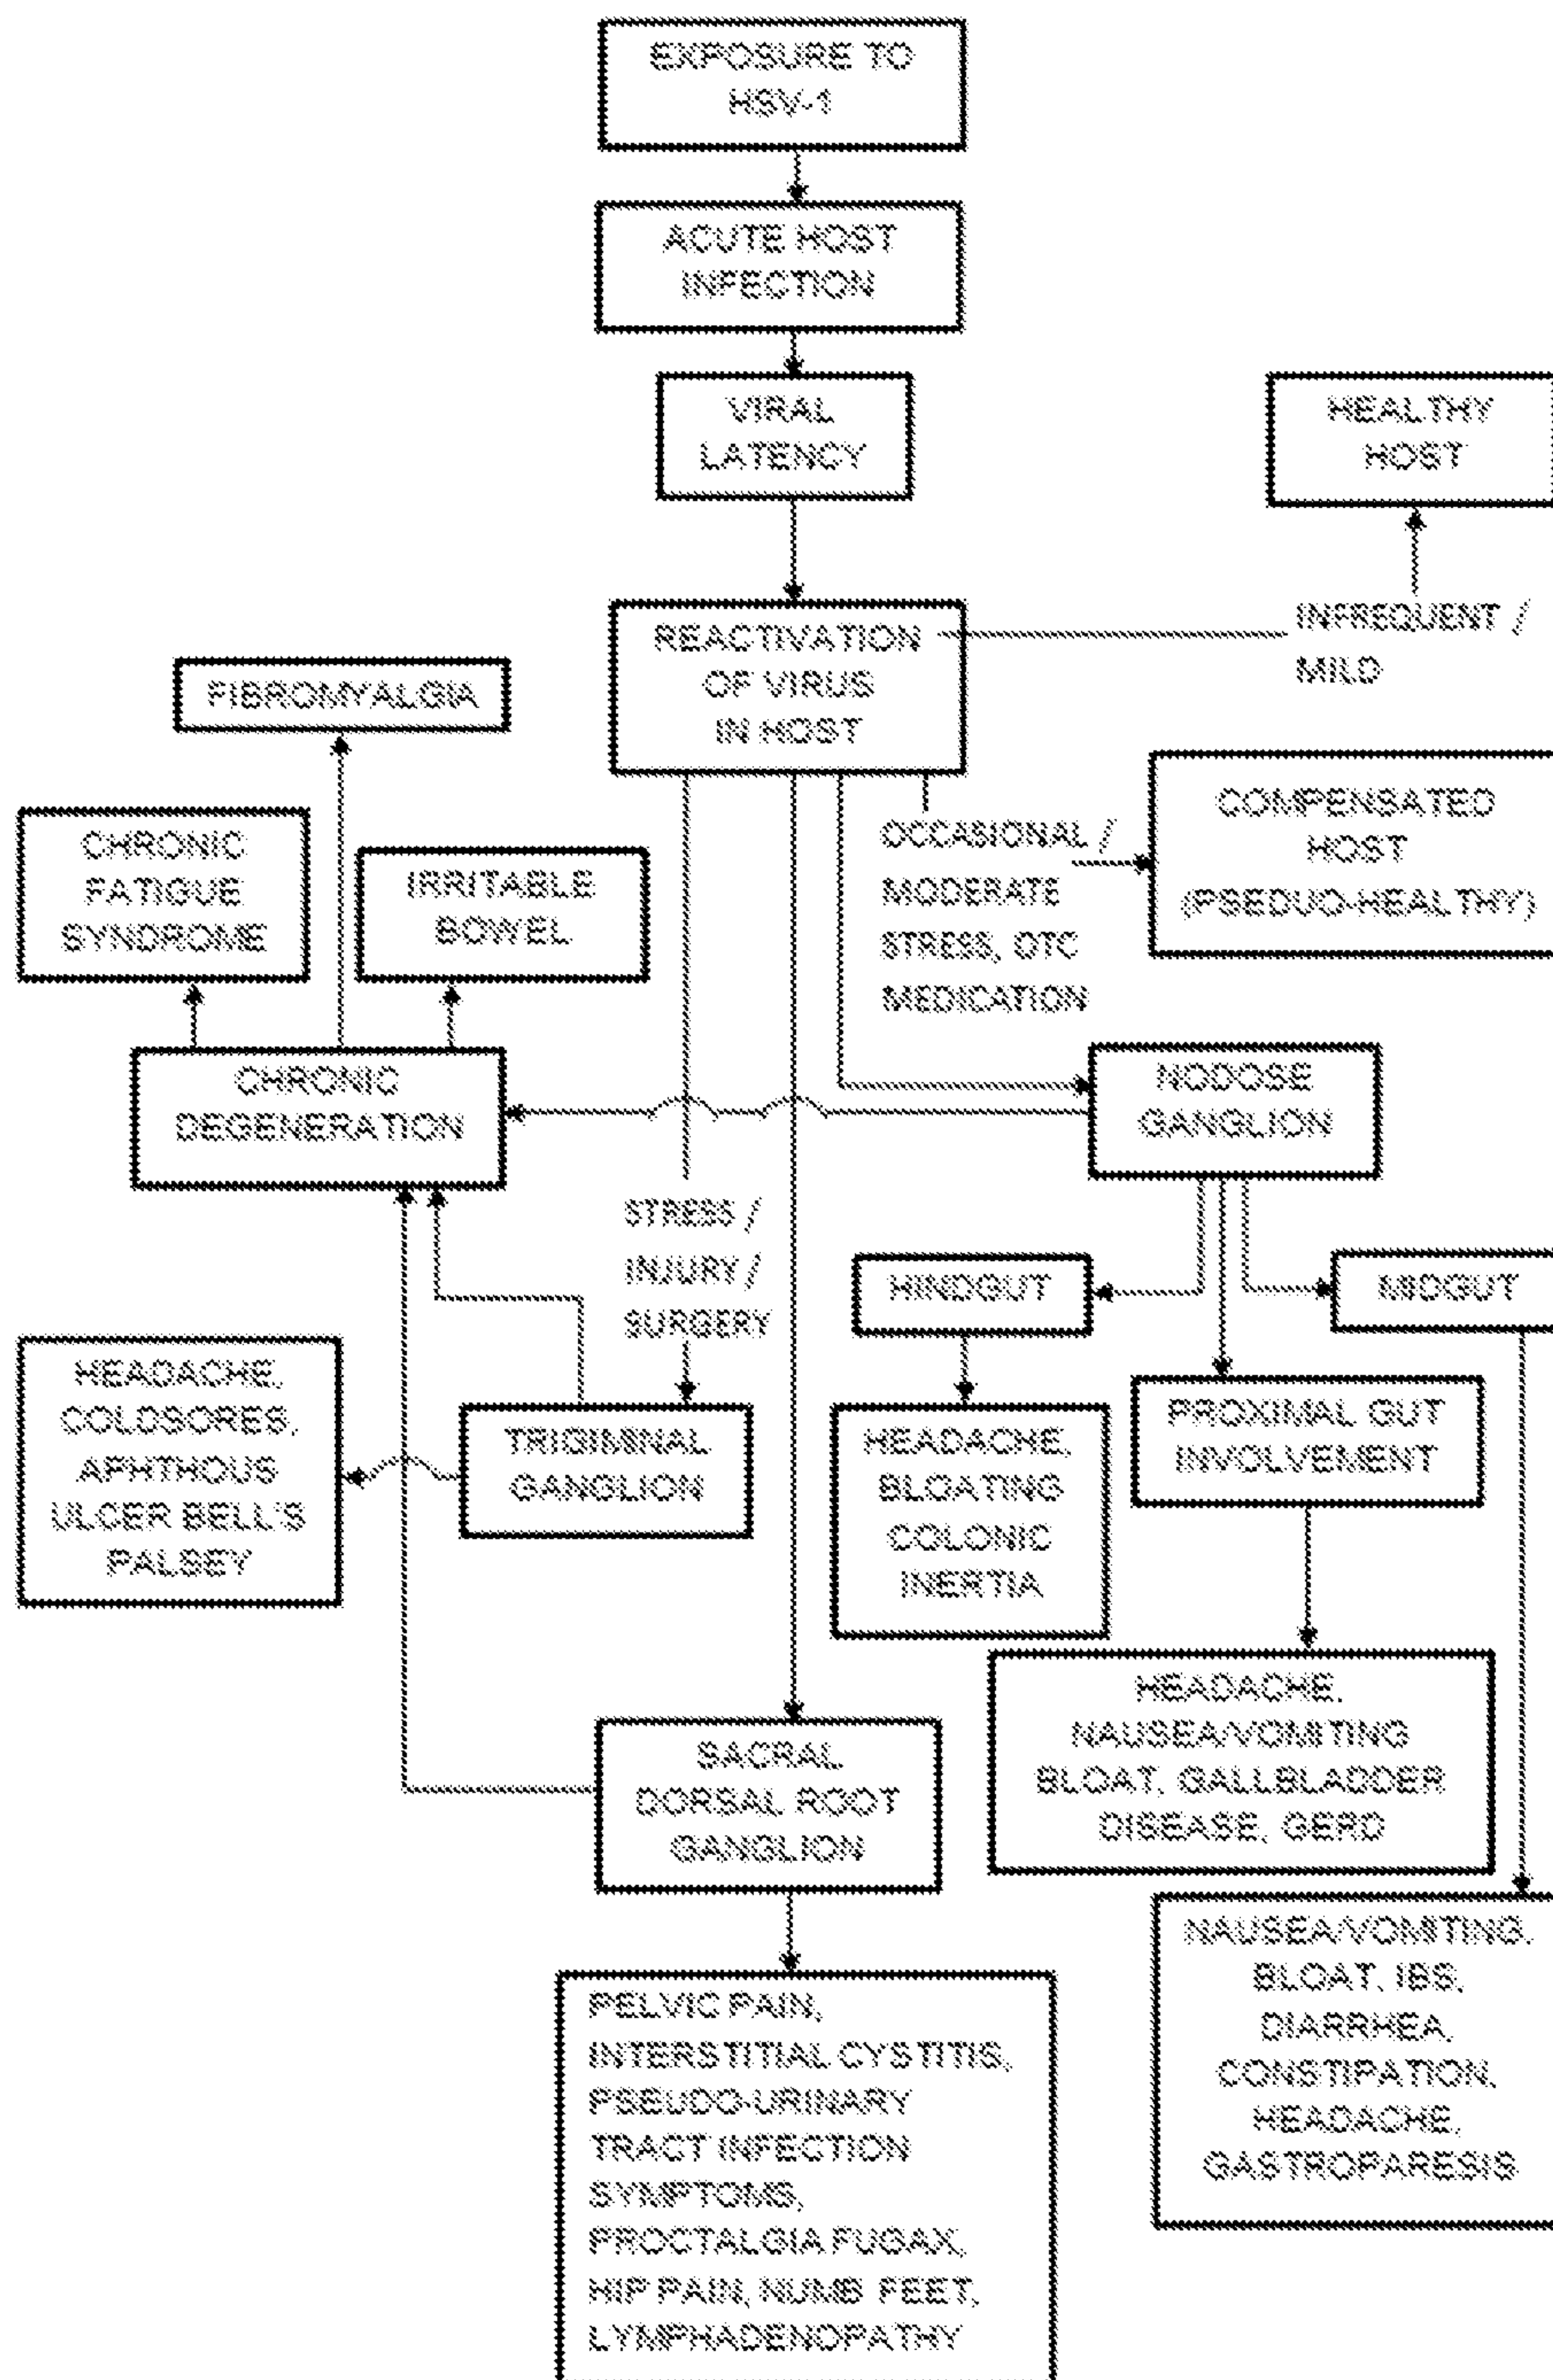 EXPOSURE TO
HSV-1
ACUTE HOST
INFECTION
VIRAL
LATENCY
HEALTHY
HOST
REACTIVATION
OF VIRUS
IN HOST
INFREQUENT /
MILD
FIBROMYALGIA
CHRONIC
FATIGUE
SYNDROME
IRRITABLE
BOWEL
OCCASIONAL /
MODERATE
STRESS, OTC
MEDICATION
COMPENSATED
HOST
(PSEDUO-HEALTHY)
CHRONIC
DEGENERATION
NODOSE
GANGLION
STRESS /
INJURY /
SURGERY
HINDGUT
MIDGUT
HEADACHE,
COLDSORES,
APHTHOUS
ULCER BELL'S
PALSEY
TRIGIMINAL
GANGLION
HEADACHE,
BLOATING
COLONIC
INERTIA
PROXIMAL GUT
INVOLVEMENT
HEADACHE,
NAUSEA/VOMITING
BLOAT, GALLBLADDER
DISEASE, GERD
SACRAL
DORSAL ROOT
GANGLION
NAUSEA/VOMITING,
BLOAT, IBS,
DIARRHEA,
CONSTIPATION,
HEADACHE,
GASTROPARESIS
PELVIC PAIN,
INTERSTITIAL CYSTITIS,
PSEUDO-URINARY
TRACT INFECTION
SYMPTOMS,
PROCTALGIA FUGAX,
HIP PAIN, NUMB FEET,
LYMPHADENOPATHY